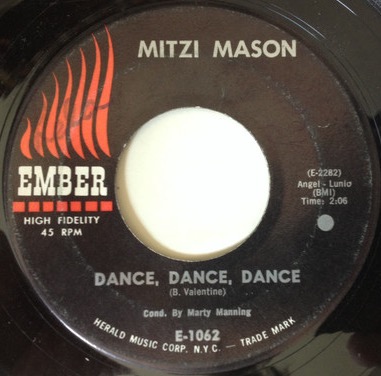 MITZI MASON
EMBER
HIGH FIDELITY
45 RPM
(E-2282)
Angel - Lunio
(BMI)
Time: 2:06
DANCE, DANCE, DANCE
(B. Valentine)
Cond. By Marty Manning
E-1062
HERALD MUSIC CORP. N.Y.C. — TRADE MARK